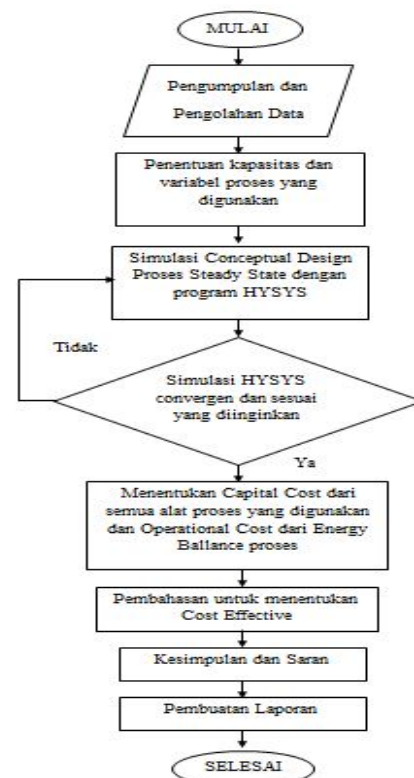 MULAI
Pengumpulan dan
Pengolahan Data
Penentuan kapasitas dan
variabel proses yang
digunakan
Simulasi Conceptual Design
Proses Steady State dengan
program HYSYS
Tidak
Simulasi HYSYS
convergen dan sesuai
yang diinginkan
Ya
Menentukan Capital Cost dari
semua alat proses yang digunakan
dan Operational Cost dari Energy
Ballance proses
Pembahasan untuk menentukan
Cost Effective
Kesimpulan dan Saran
Pembuatan Laporan
SELESAI